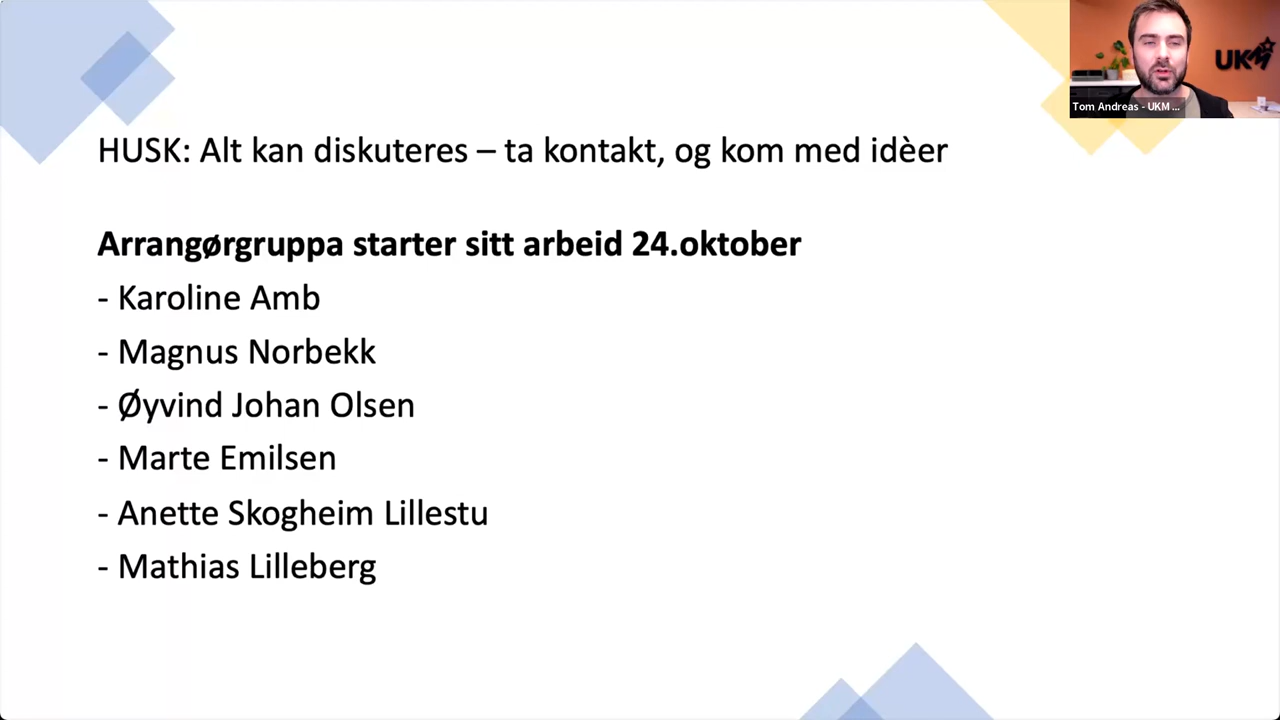 HUSK: Alt kan diskuteres – ta kontakt, og kom med idèer
Arrangørgruppa starter sitt arbeid 24.oktober
- Karoline Amb
- Magnus Norbekk
- Øyvind Johan Olsen
- Marte Emilsen
- Anette Skogheim Lillestu
- Mathias Lilleberg
UKM
Tom Andreas - UKM ...